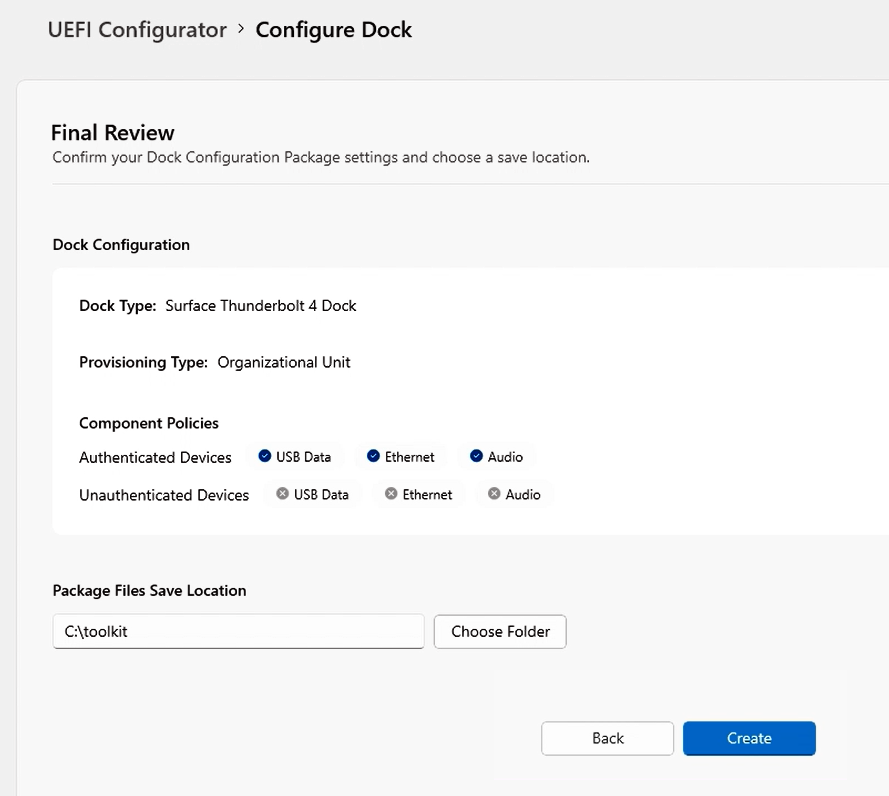 UEFI Configurator > Configure Dock
Final Review
Confirm your Dock Configuration Package settings and choose a save location.
Dock Configuration
Dock Type: Surface Thunderbolt 4 Dock
Provisioning Type: Organizational Unit
Component Policies
Authenticated Devices USB Data Ethernet Audio
Unauthenticated Devices USB Data Ethernet Audio
Package Files Save Location
C:\toolkit Choose Folder
Back Create